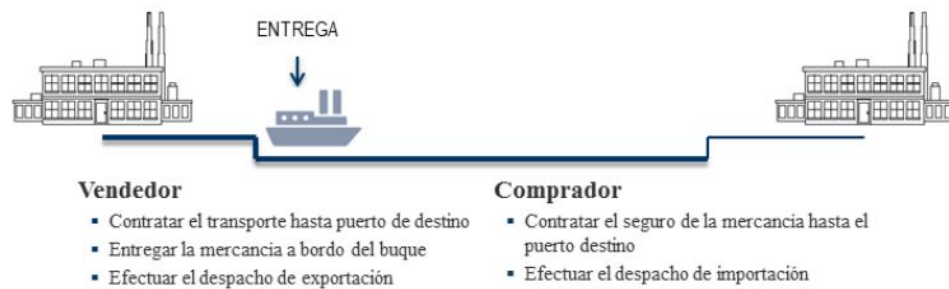 ENTREGA
Vendedor
▪ Contratar el transporte hasta puerto de destino
▪ Entregar la mercancia a bordo del buque
▪ Efectuar el despacho de exportación
Comprador
▪ Contratar el seguro de la mercancia hasta el
puerto destino
▪ Efectuar el despacho de importación